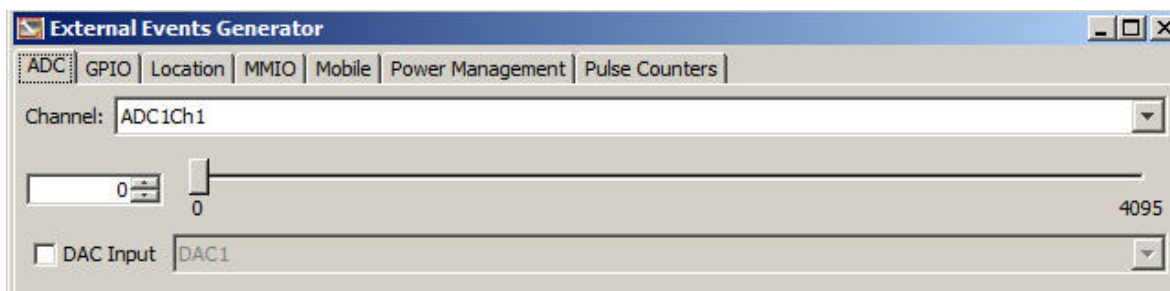 External Events Generator
ADC GPIO Location MMIO Mobile Power Management Pulse Counters
Channel: ADC1Ch1
0
0 4095
DAC Input DAC1